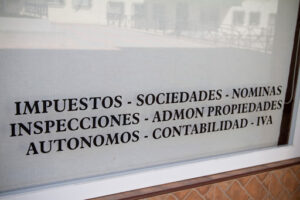 IMPUESTOS - SOCIEDADES - NOMINAS
INSPECCIONES - ADMON PROPIEDADES
AUTONOMOS - CONTABILIDAD - IVA